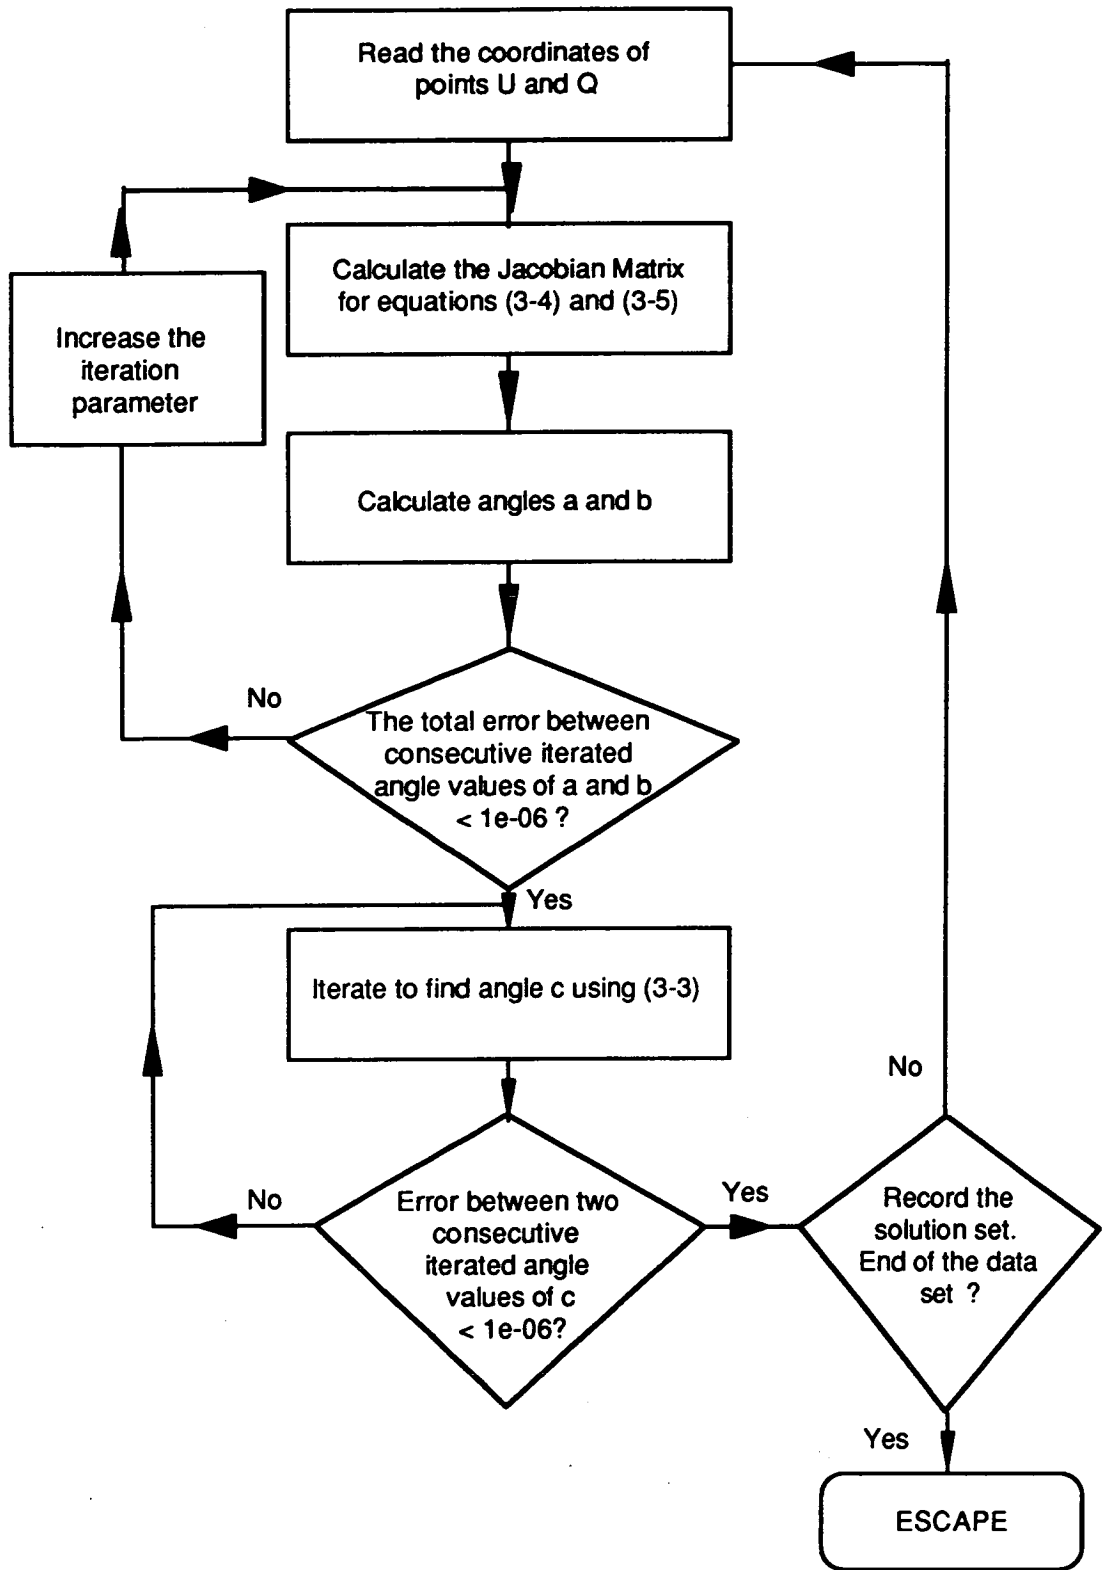 Read the coordinates of
points U and Q
Calculate the Jacobian Matrix
for equations (3-4) and (3-5)
Increase the
iteration
parameter
Calculate angles a and b
No
The total error between
consecutive iterated
angle values of a and b
< 1e-06 ?
Yes
Iterate to find angle c using (3-3)
No
Error between two
consecutive
iterated angle
values of c
< 1e-06?
Yes
No
Record the
solution set.
End of the data
set ?
Yes
ESCAPE